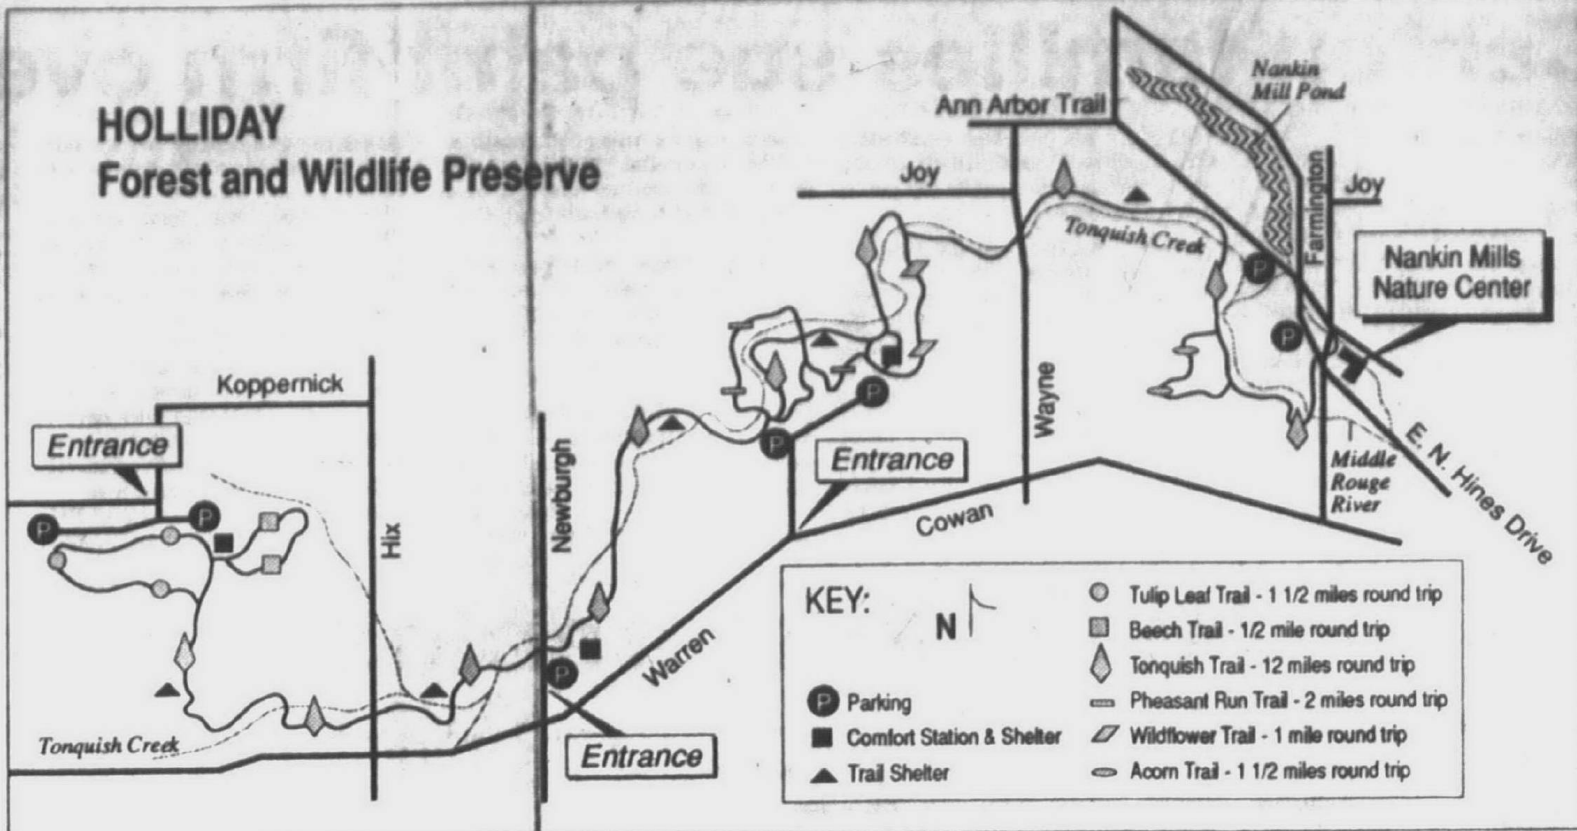 HOLLIDAY
Forest and Wildlife Preserve
Nankin
Mill Pond
Ann Arbor Trail
Joy
Farmington
Joy
Tonquish Creek
Nankin Mills
Nature Center
Koppernick
Entrance
Hix
Newburgh
Wayne
Entrance
Cowan
Middle
Rouge
River
E. N. Hines Drive
Warren
Tonquish Creek
Entrance
P
P
P
P
P
P
P
KEY:
N
P Parking
Comfort Station & Shelter
Trail Shelter
Tulip Leaf Trail - 1 1/2 miles round trip
Beech Trail - 1/2 mile round trip
Tonquish Trail - 12 miles round trip
Pheasant Run Trail - 2 miles round trip
Wildflower Trail - 1 mile round trip
Acorn Trail - 1 1/2 miles round trip